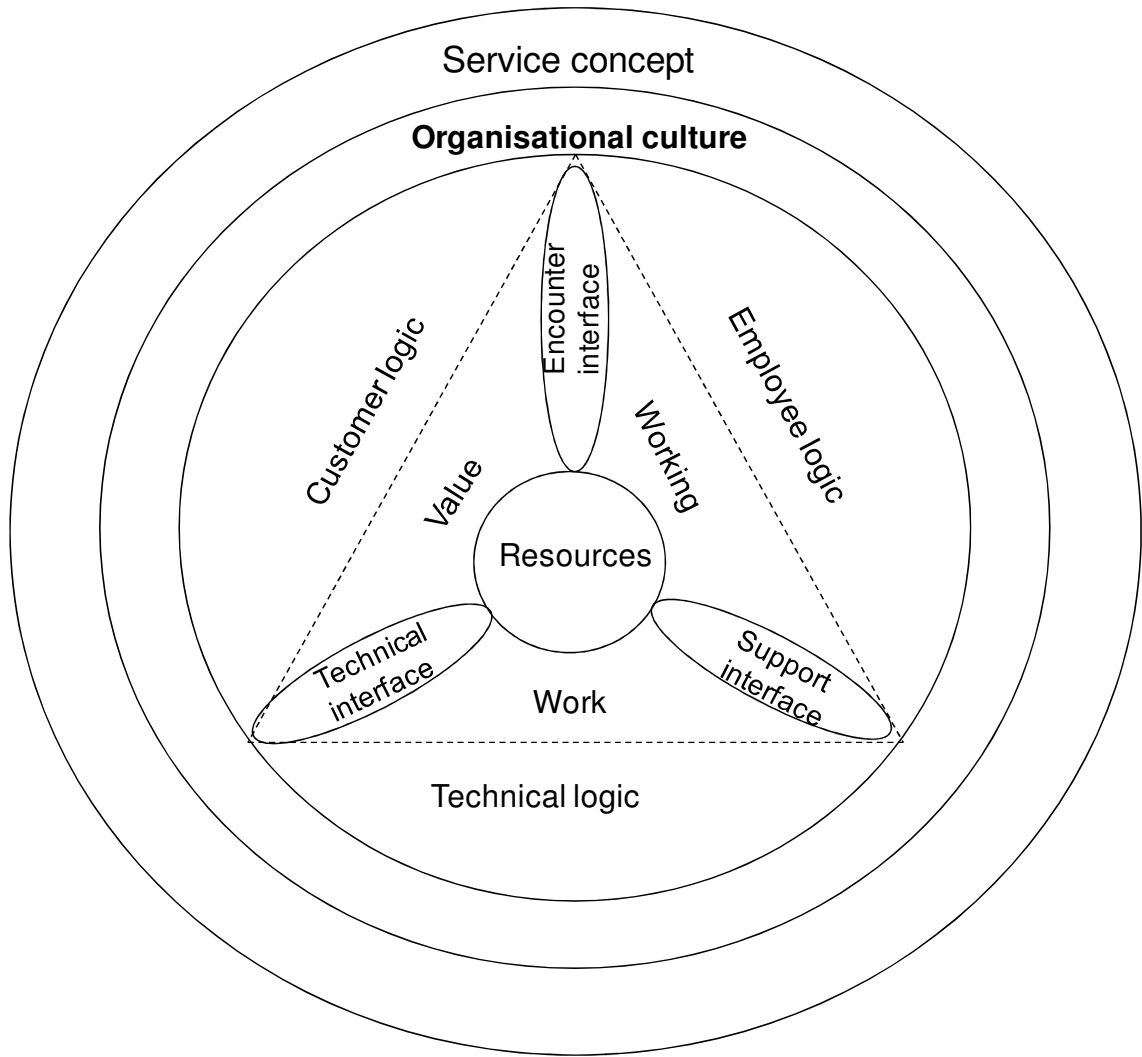 Service concept
Organisational culture
Encounter
interface
Customer logic
Employee logic
Value
Working
Resources
Technical
interface
Support
interface
Work
Technical logic